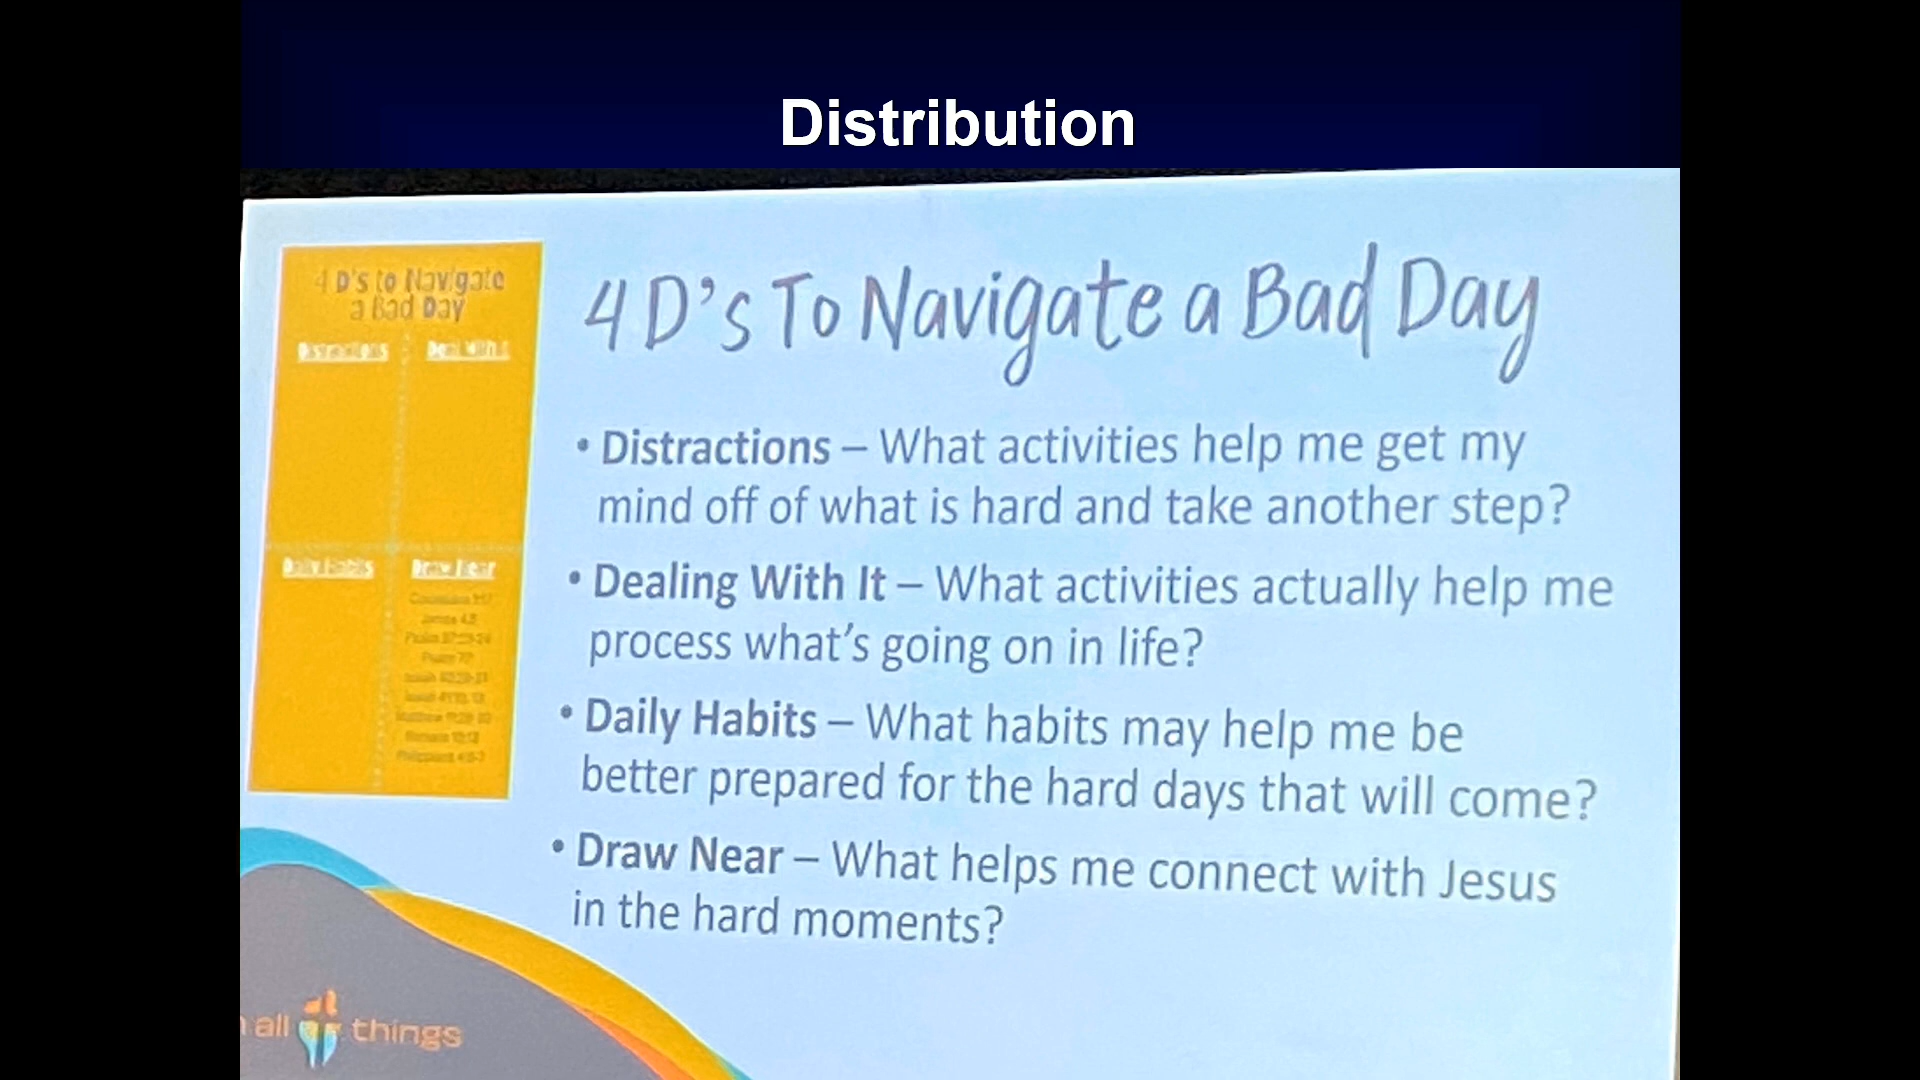 Distribution
4 D's to Navigate
a Bad Day
Distractions
Deal With It
Daily Habits
Draw Near
4 D's To Navigate a Bad Day
• Distractions – What activities help me get my
mind off of what is hard and take another step?
• Dealing With It – What activities actually help me
process what's going on in life?
• Daily Habits – What habits may help me be
better prepared for the hard days that will come?
• Draw Near – What helps me connect with Jesus
in the hard moments?
all things